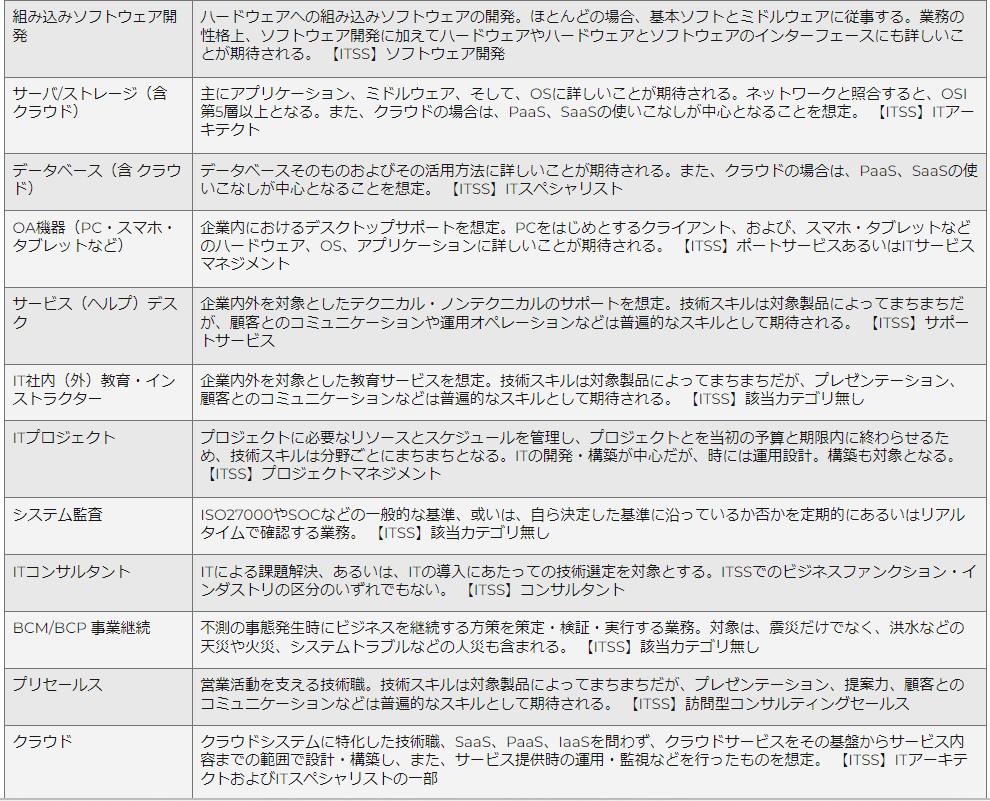 組み込みソフトウェア開
発
ハードウェアへの組み込みソフトウェアの開発。ほとんどの場合、基本ソフトとミドルウェアに従事する。業務の
性格上、ソフトウェア開発に加えてハードウェアやハードウェアとソフトウェアのインターフェースにも詳しいこ
とが期待される。 【ITSS】ソフトウェア開発
サーバ/ストレージ（含
クラウド）
主にアプリケーション、ミドルウェア、そして、OSに詳しいことが期待される。ネットワークと照合すると、OSI
第5層以上となる。また、クラウドの場合は、PaaS、SaaSの使いこなしが中心となることを想定。 【ITSS】ITアー
キテクト
データベース（含 クラウ
ド）
データベースそのものおよびその活用方法に詳しいことが期待される。また、クラウドの場合は、PaaS、SaaSの使
いこなしが中心となることを想定。 【ITSS】ITスペシャリスト
OA機器（PC・スマホ・
タブレットなど）
企業内におけるデスクトップサポートを想定。PCをはじめとするクライアント、および、スマホ・タブレットなど
のハードウェア、OS、アプリケーションに詳しいことが期待される。 【ITSS】ポートサービスあるいはITサービス
マネジメント
サービス（ヘルプ）デス
ク
企業内外を対象としたテクニカル・ノンテクニカルのサポートを想定。技術スキルは対象製品によってまちまちだ
が、顧客とのコミュニケーションや運用オペレーションなどは普遍的なスキルとして期待される。 【ITSS】サポー
トサービス
IT社内（外）教育・イン
ストラクター
企業内外を対象とした教育サービスを想定。技術スキルは対象製品によってまちまちだが、プレゼンテーション、
顧客とのコミュニケーションなどは普遍的なスキルとして期待される。 【ITSS】該当カテゴリ無し
ITプロジェクト
プロジェクトに必要なリソースとスケジュールを管理し、プロジェクトとを当初の予算と期限内に終わらせるた
め、技術スキルは分野ごとにまちまちとなる。ITの開発・構築が中心だが、時には運用設計。構築も対象となる。
【ITSS】プロジェクトマネジメント
システム監査
ISO27000やSOCなどの一般的な基準、或いは、自ら決定した基準に沿っているか否かを定期的にあるいはリアル
タイムで確認する業務。 【ITSS】該当カテゴリ無し
ITコンサルタント
ITによる課題解決、あるいは、ITの導入にあたっての技術選定を対象とする。ITSSでのビジネスファンクション・イ
ンダストリの区分のいずれでもない。 【ITSS】コンサルタント
BCM/BCP 事業継続
不測の事態発生時にビジネスを継続する方策を策定・検証・実行する業務。対象は、震災だけでなく、洪水などの
天災や火災、システムトラブルなどの人災も含まれる。 【ITSS】該当カテゴリ無し
プリセールス
営業活動を支える技術職。技術スキルは対象製品によってまちまちだが、プレゼンテーション、提案力、顧客との
コミュニケーションなどは普遍的なスキルとして期待される。 【ITSS】訪問型コンサルティングセールス
クラウド
クラウドシステムに特化した技術職、SaaS、PaaS、IaaSを問わず、クラウドサービスをその基盤からサービス内
容までの範囲で設計・構築し、また、サービス提供時の運用・監視などを行ったものを想定。 【ITSS】ITアーキテ
クトおよびITスペシャリストの一部